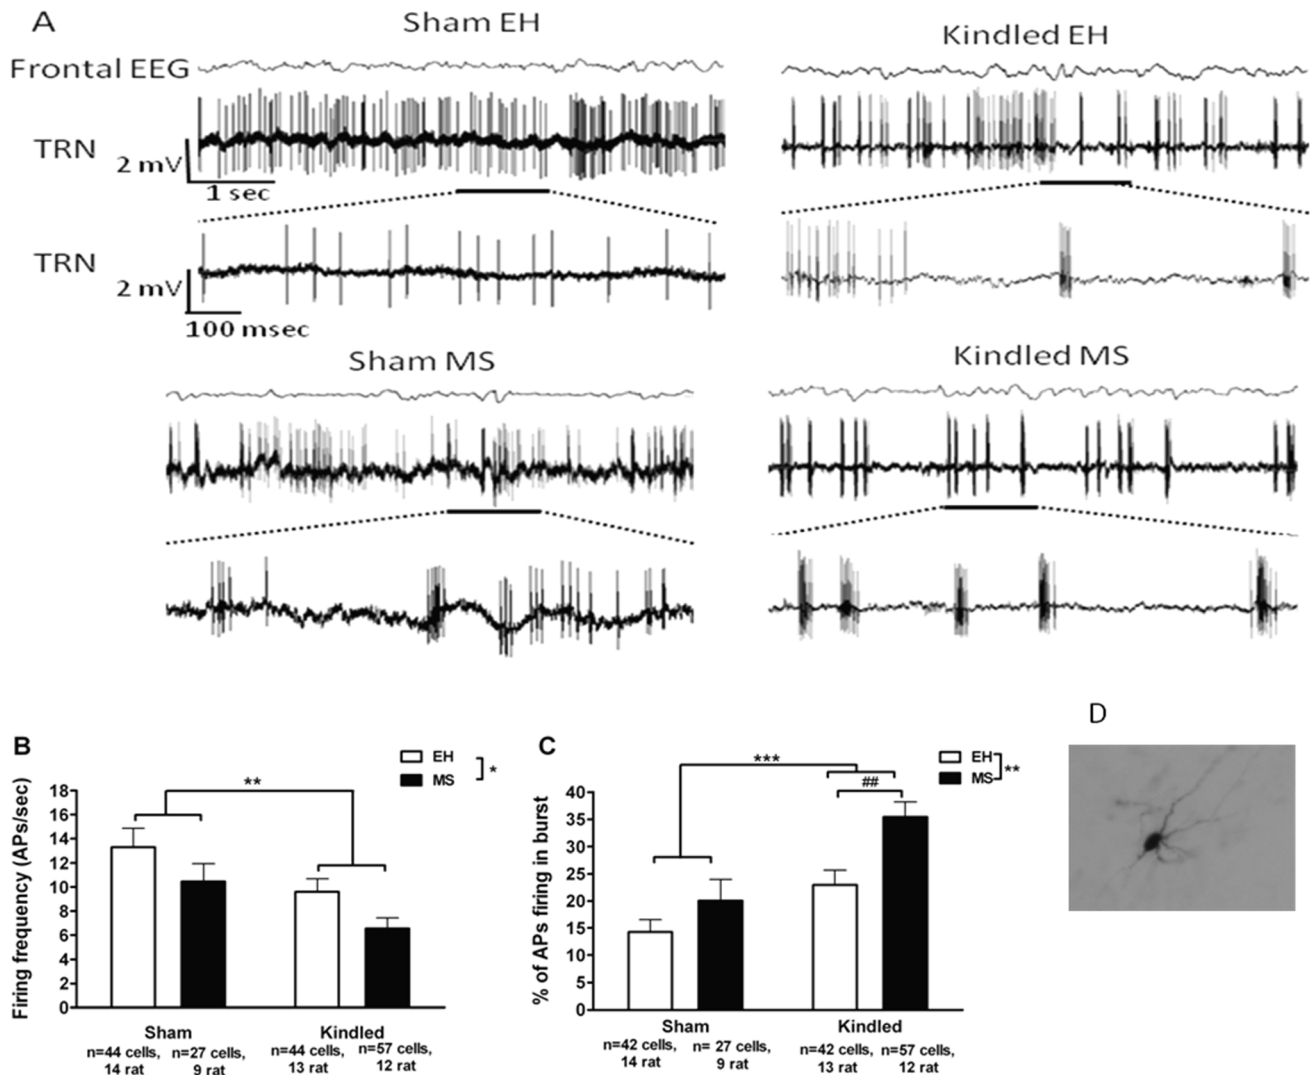 A
Sham EH
Kindled EH
Frontal EEG
TRN
2 mV
1 sec
TRN
2 mV
100 msec
Sham MS
Kindled MS
B
EH
MS
*
**
Firing frequency (APs/sec)
18
16
14
12
10
8
6
4
2
0
Sham
Kindled
n=44 cells,
14 rat
n=27 cells,
9 rat
n=44 cells,
13 rat
n=57 cells,
12 rat
C
EH
MS
**
***
##
% of APs firing in burst
40
35
30
25
20
15
10
5
0
Sham
Kindled
n=42 cells,
14 rat
n= 27 cells,
9 rat
n=42 cells,
13 rat
n=57 cells,
12 rat
D